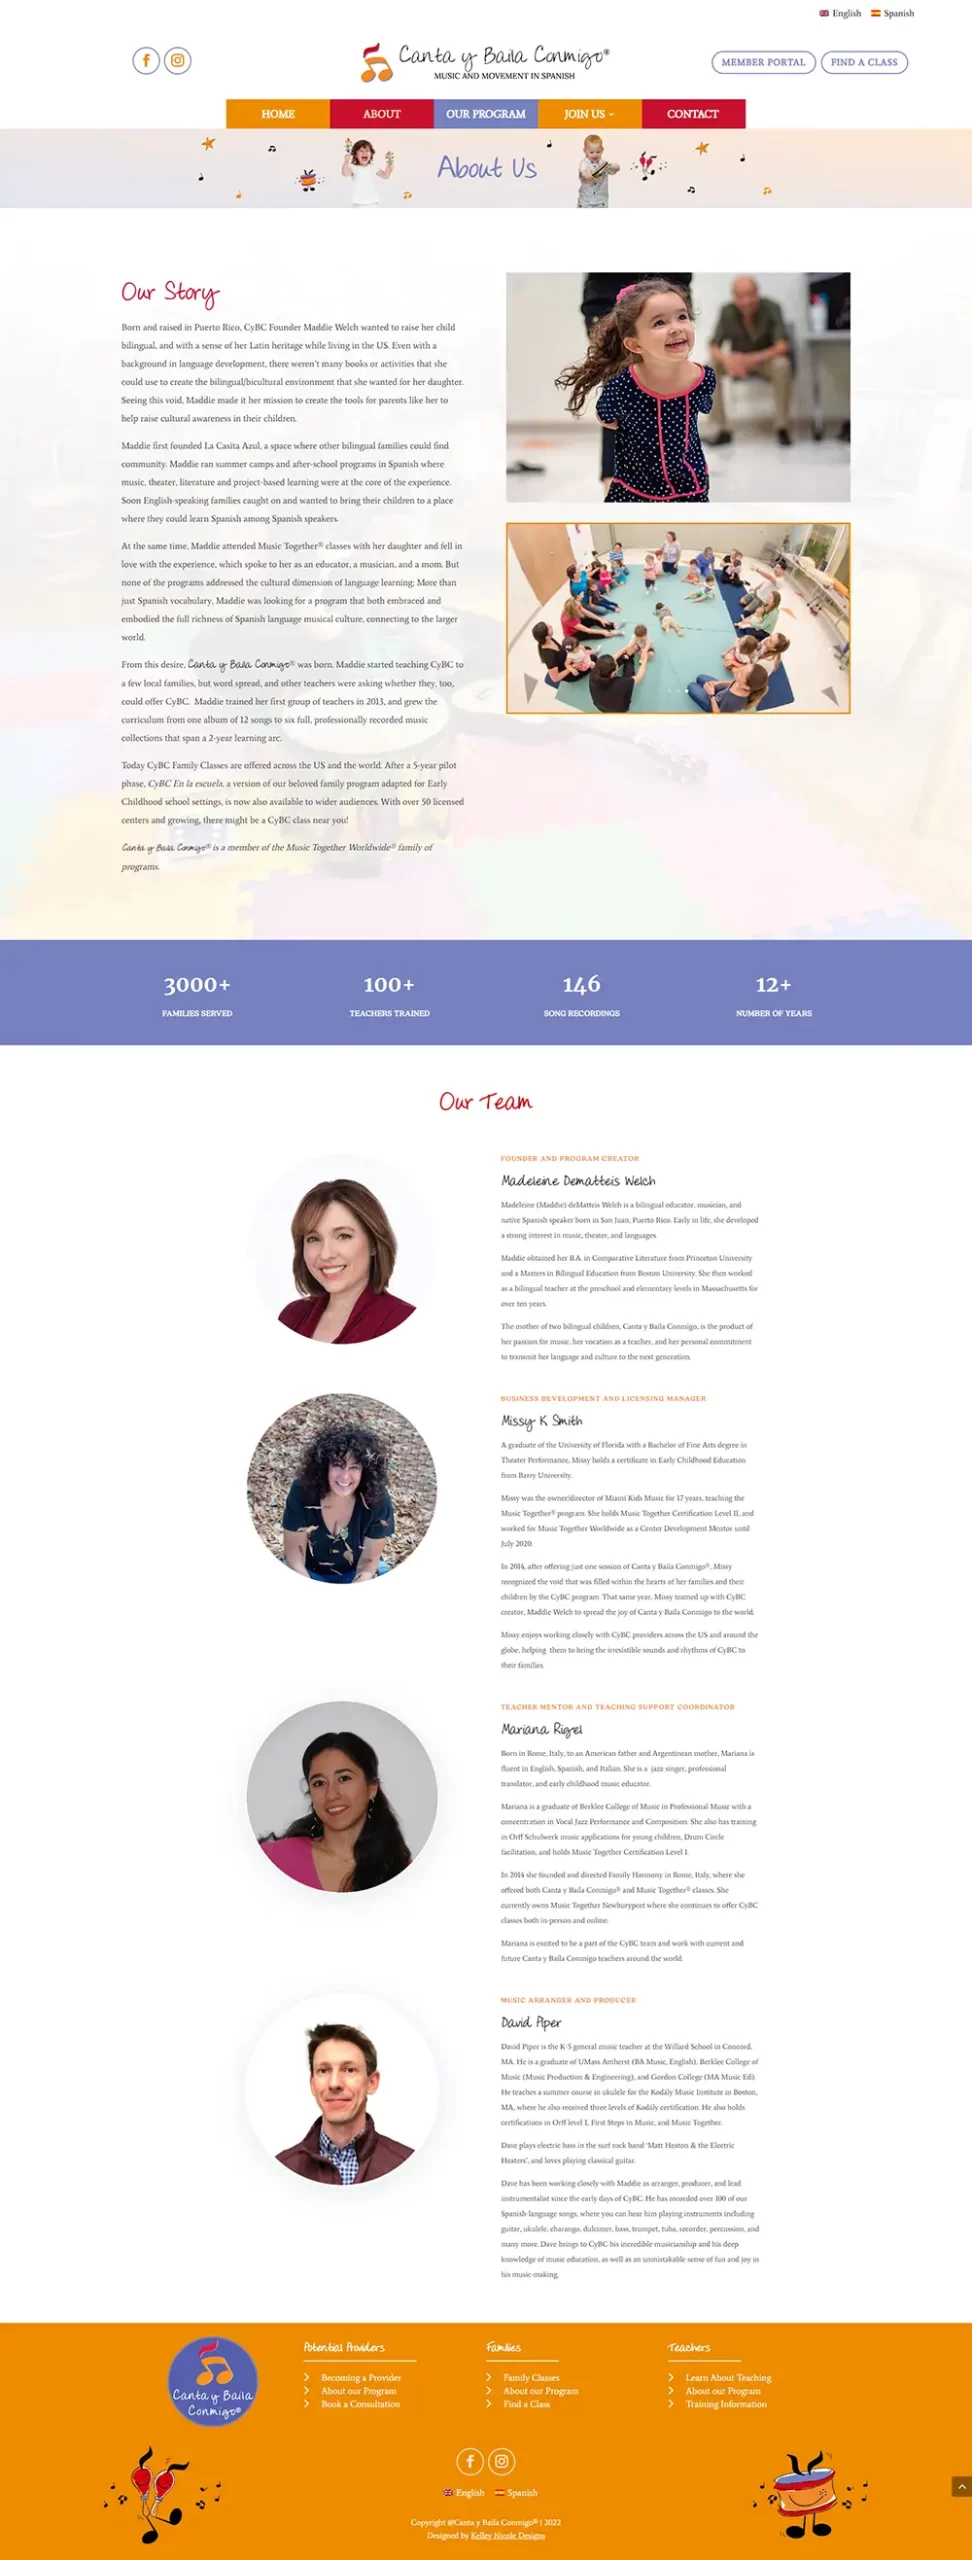 English Spanish
Canta y Baila Conmigo®
MUSIC AND MOVEMENT IN SPANISH
MEMBER PORTAL FIND A CLASS
HOME ABOUT OUR PROGRAM JOIN US CONTACT
About Us
Our Story
Born and raised in Puerto Rico, CyBC Founder Maddie Welch wanted to raise her child
bilingual, and with a sense of her Latin heritage while living in the US. Even with a
background in language development, there weren't many books or activities that she
could use to create the bilingual/bicultural environment that she wanted for her daughter.
Seeing this void, Maddie made it her mission to create the tools for parents like her to
help raise cultural awareness in their children.
Maddie first founded La Casita Azul, a space where other bilingual families could find
community. Maddie ran summer camps and after-school programs in Spanish where
music, theater, literature and project-based learning were at the core of the experience.
Soon English-speaking families caught on and wanted to bring their children to a place
where they could learn Spanish among Spanish speakers.
At the same time, Maddie attended Music Together® classes with her daughter and fell in
love with the experience, which spoke to her as an educator, a musician, and a mom. But
none of the programs addressed the cultural dimension of language learning. More than
just Spanish vocabulary, Maddie was looking for a program that both embraced and
embodied the full richness of Spanish language musical culture, connecting to the larger
world.
From this desire, Canta y Baila Conmigo® was born. Maddie started teaching CyBC to
a few local families, but word spread, and other teachers were asking whether they, too,
could offer CyBC. Maddie trained her first group of teachers in 2013, and grew the
curriculum from one album of 12 songs to six full, professionally recorded music
collections that span a 2-year learning arc.
Today CyBC Family Classes are offered across the US and the world. After a 5-year pilot
phase, CyBC En la escuela, a version of our beloved family program adapted for Early
Childhood school settings, is now also available to wider audiences. With over 50 licensed
centers and growing, there might be a CyBC class near you!
Canta y Baila Conmigo® is a member of the Music Together Worldwide® family of
programs.
3000+ 100+ 146 12+
FAMILIES SERVED TEACHERS TRAINED SONG RECORDINGS NUMBER OF YEARS
Our Team
FOUNDER AND PROGRAM CREATOR
Madeleine Dematteis Welch
Madeleine (Maddie) deMatteis Welch is a bilingual educator, musician, and
native Spanish speaker born in San Juan, Puerto Rico. Early in life, she developed
a strong interest in music, theater, and languages.
Maddie obtained her B.A. in Comparative Literature from Princeton University
and a Masters in Bilingual Education from Boston University. She then worked
as a bilingual teacher at the preschool and elementary levels in Massachusetts for
over ten years.
The mother of two bilingual children, Canta y Baila Conmigo, is the product of
her passion for music, her vocation as a teacher, and her personal commitment
to transmit her language and culture to the next generation.
BUSINESS DEVELOPMENT AND LICENSING MANAGER
Missy K Smith
A graduate of the University of Florida with a Bachelor of Fine Arts degree in
Theater Performance, Missy holds a certificate in Early Childhood Education
from Barry University.
Missy was the owner/director of Miami Kids Music for 17 years, teaching the
Music Together® program. She holds Music Together Certification Level II, and
worked for Music Together Worldwide as a Center Development Mentor until
July 2020.
In 2014, after offering just one session of Canta y Baila Conmigo®, Missy
recognized the void that was filled within the hearts of her families and their
children by the CyBC program. That same year, Missy teamed up with CyBC
creator, Maddie Welch to spread the joy of Canta y Baila Conmigo to the world.
Missy enjoys working closely with CyBC providers across the US and around the
globe, helping them to bring the irresistible sounds and rhythms of CyBC to
their families.
TEACHER MENTOR AND TEACHING SUPPORT COORDINATOR
Mariana Rigel
Born in Rome, Italy, to an American father and Argentinean mother, Mariana is
fluent in English, Spanish, and Italian. She is a jazz singer, professional
translator, and early childhood music educator.
Mariana is a graduate of Berklee College of Music in Professional Music with a
concentration in Vocal Jazz Performance and Composition. She also has training
in Orff Schulwerk music applications for young children, Drum Circle
facilitation, and holds Music Together Certification Level I.
In 2014 she founded and directed Family Harmony in Rome, Italy, where she
offered both Canta y Baila Conmigo® and Music Together® classes. She
currently owns Music Together Newburyport where she continues to offer CyBC
classes both in-person and online.
Mariana is excited to be a part of the CyBC team and work with current and
future Canta y Baila Conmigo teachers around the world.
MUSIC ARRANGER AND PRODUCER
David Piper
David Piper is the K-5 general music teacher at the Willard School in Concord,
MA. He is a graduate of UMass Amherst (BA Music, English), Berklee College of
Music (Music Production & Engineering), and Gordon College (MA Music Ed).
He teaches a summer course in ukulele for the Kodály Music Institute in Boston,
MA, where he also received three levels of Kodály certification. He also holds
certifications in Orff level I, First Steps in Music, and Music Together.
Dave plays electric bass in the surf rock band 'Matt Heaton & the Electric
Heaters', and loves playing classical guitar.
Dave has been working closely with Maddie as arranger, producer, and lead
instrumentalist since the early days of CyBC. He has recorded over 100 of our
Spanish-language songs, where you can hear him playing instruments including
guitar, ukulele, charango, dulcimer, bass, trumpet, tuba, recorder, percussion, and
many more. Dave brings to CyBC his incredible musicianship and his deep
knowledge of music education, as well as an unmistakable sense of fun and joy in
his music-making.
Canta y Baila
Conmigo®
Potential Providers
Becoming a Provider
About our Program
Book a Consultation
Families
Family Classes
About our Program
Find a Class
Teachers
Learn About Teaching
About our Program
Training Information
English Spanish
Copyright @Canta y Baila Conmigo® | 2022
Designed by Kelley Nicole Designs